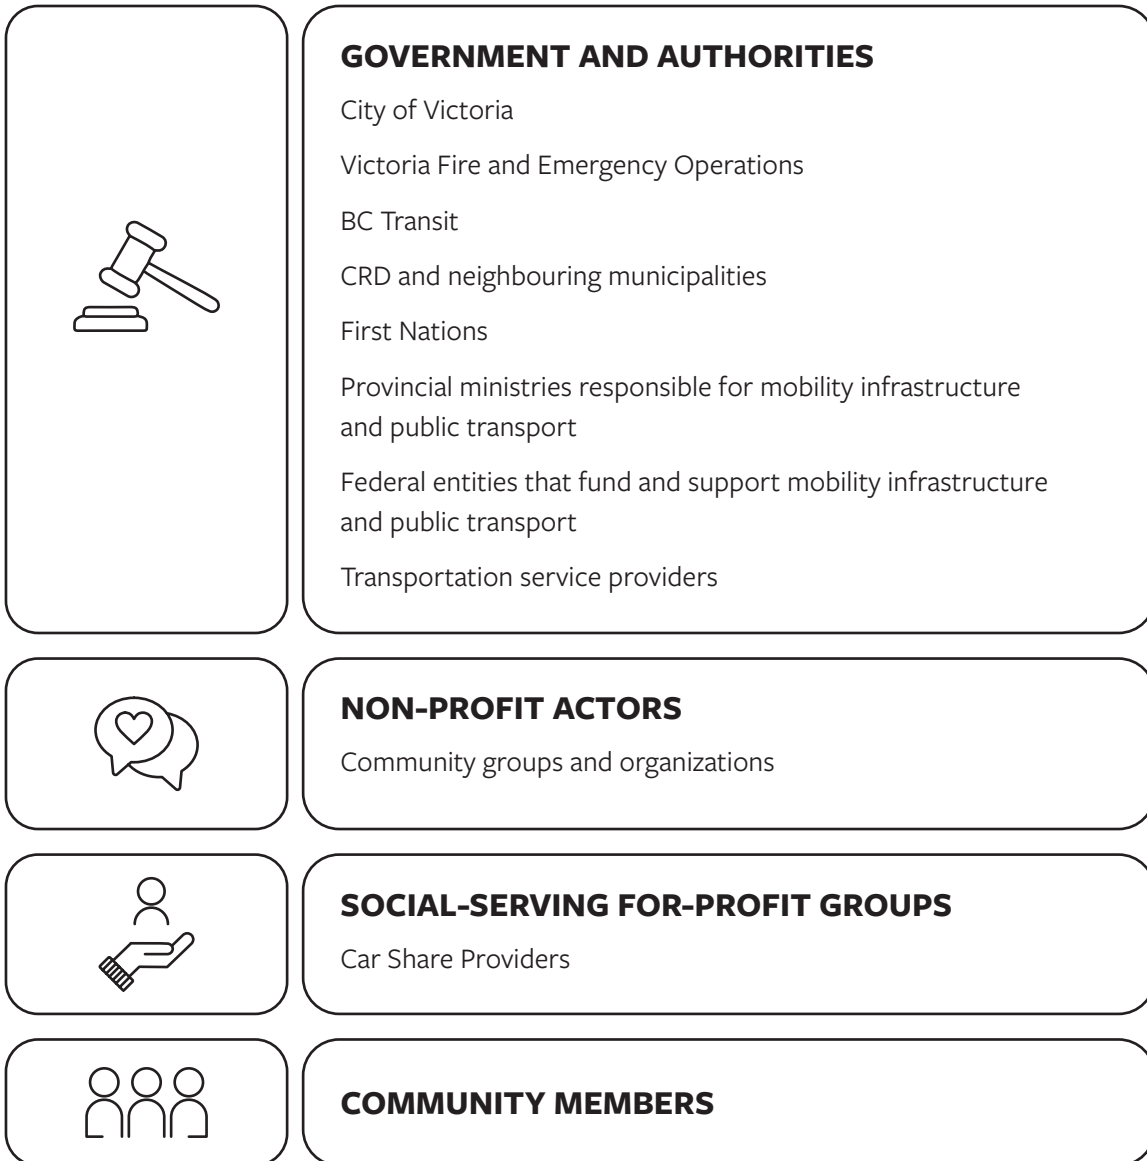 GOVERNMENT AND AUTHORITIES
City of Victoria
Victoria Fire and Emergency Operations
BC Transit
CRD and neighbouring municipalities
First Nations
Provincial ministries responsible for mobility infrastructure
and public transport
Federal entities that fund and support mobility infrastructure
and public transport
Transportation service providers
NON-PROFIT ACTORS
Community groups and organizations
SOCIAL-SERVING FOR-PROFIT GROUPS
Car Share Providers
COMMUNITY MEMBERS